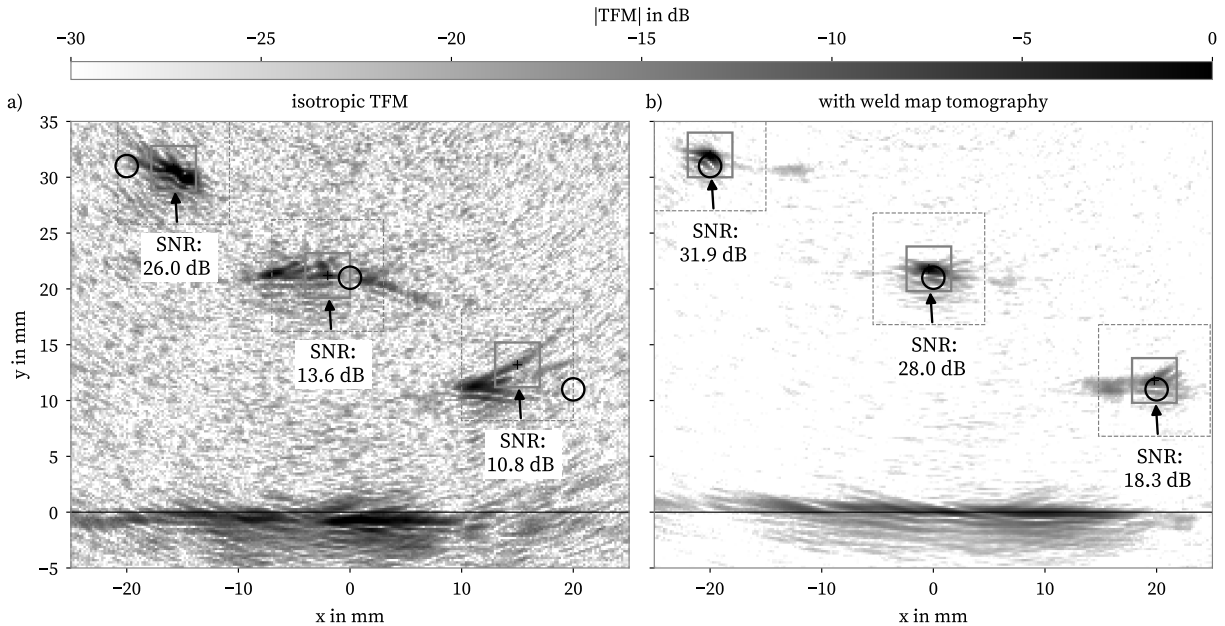 |TFM| in dB
−30 −25 −20 −15 −10 −5 0
a) isotropic TFM
b) with weld map tomography
35
30
25
20
15
10
5
0
−5
y in mm
SNR:
26.0 dB
SNR:
13.6 dB
SNR:
10.8 dB
−20 −10 0 10 20
x in mm
SNR:
31.9 dB
SNR:
28.0 dB
SNR:
18.3 dB
−20 −10 0 10 20
x in mm